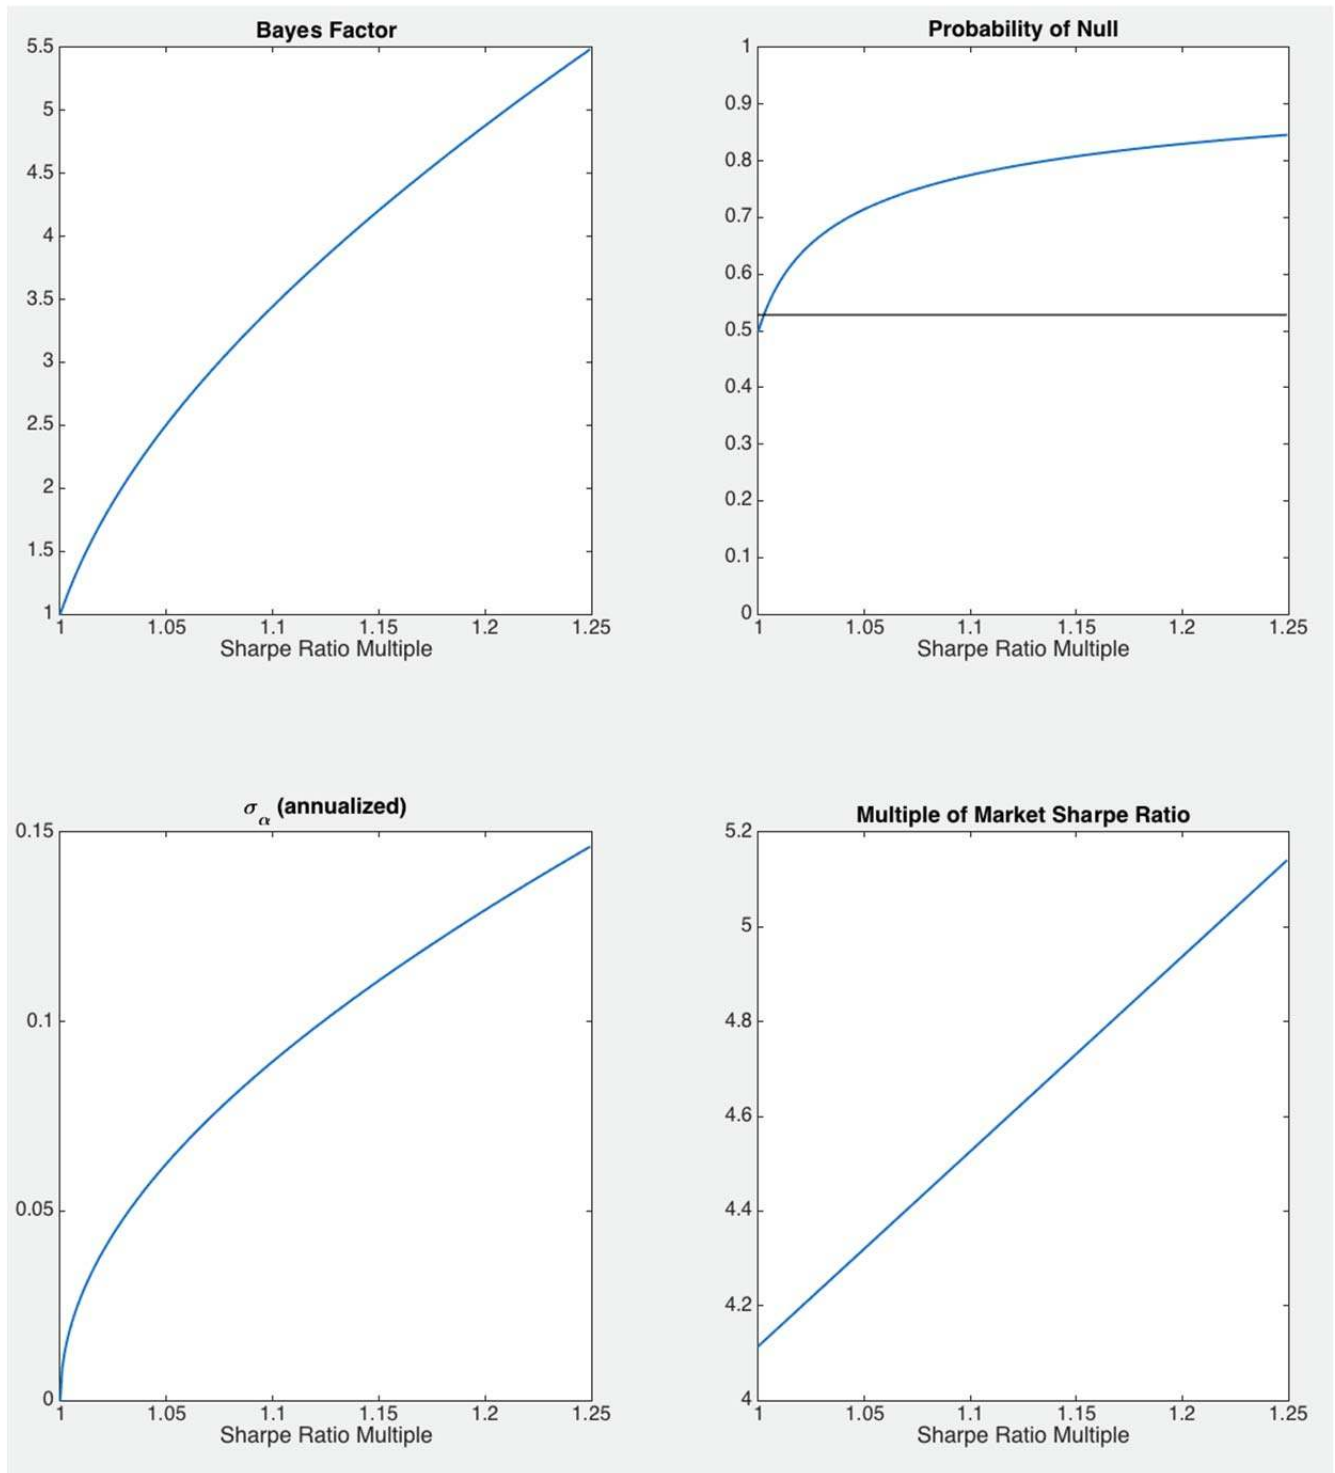 Bayes Factor
5.5
5
4.5
4
3.5
3
2.5
2
1.5
1
1 1.05 1.1 1.15 1.2 1.25
Sharpe Ratio Multiple
Probability of Null
1
0.9
0.8
0.7
0.6
0.5
0.4
0.3
0.2
0.1
0
1 1.05 1.1 1.15 1.2 1.25
Sharpe Ratio Multiple
σα (annualized)
0.15
0.1
0.05
0
1 1.05 1.1 1.15 1.2 1.25
Sharpe Ratio Multiple
Multiple of Market Sharpe Ratio
5.2
5
4.8
4.6
4.4
4.2
4
1 1.05 1.1 1.15 1.2 1.25
Sharpe Ratio Multiple